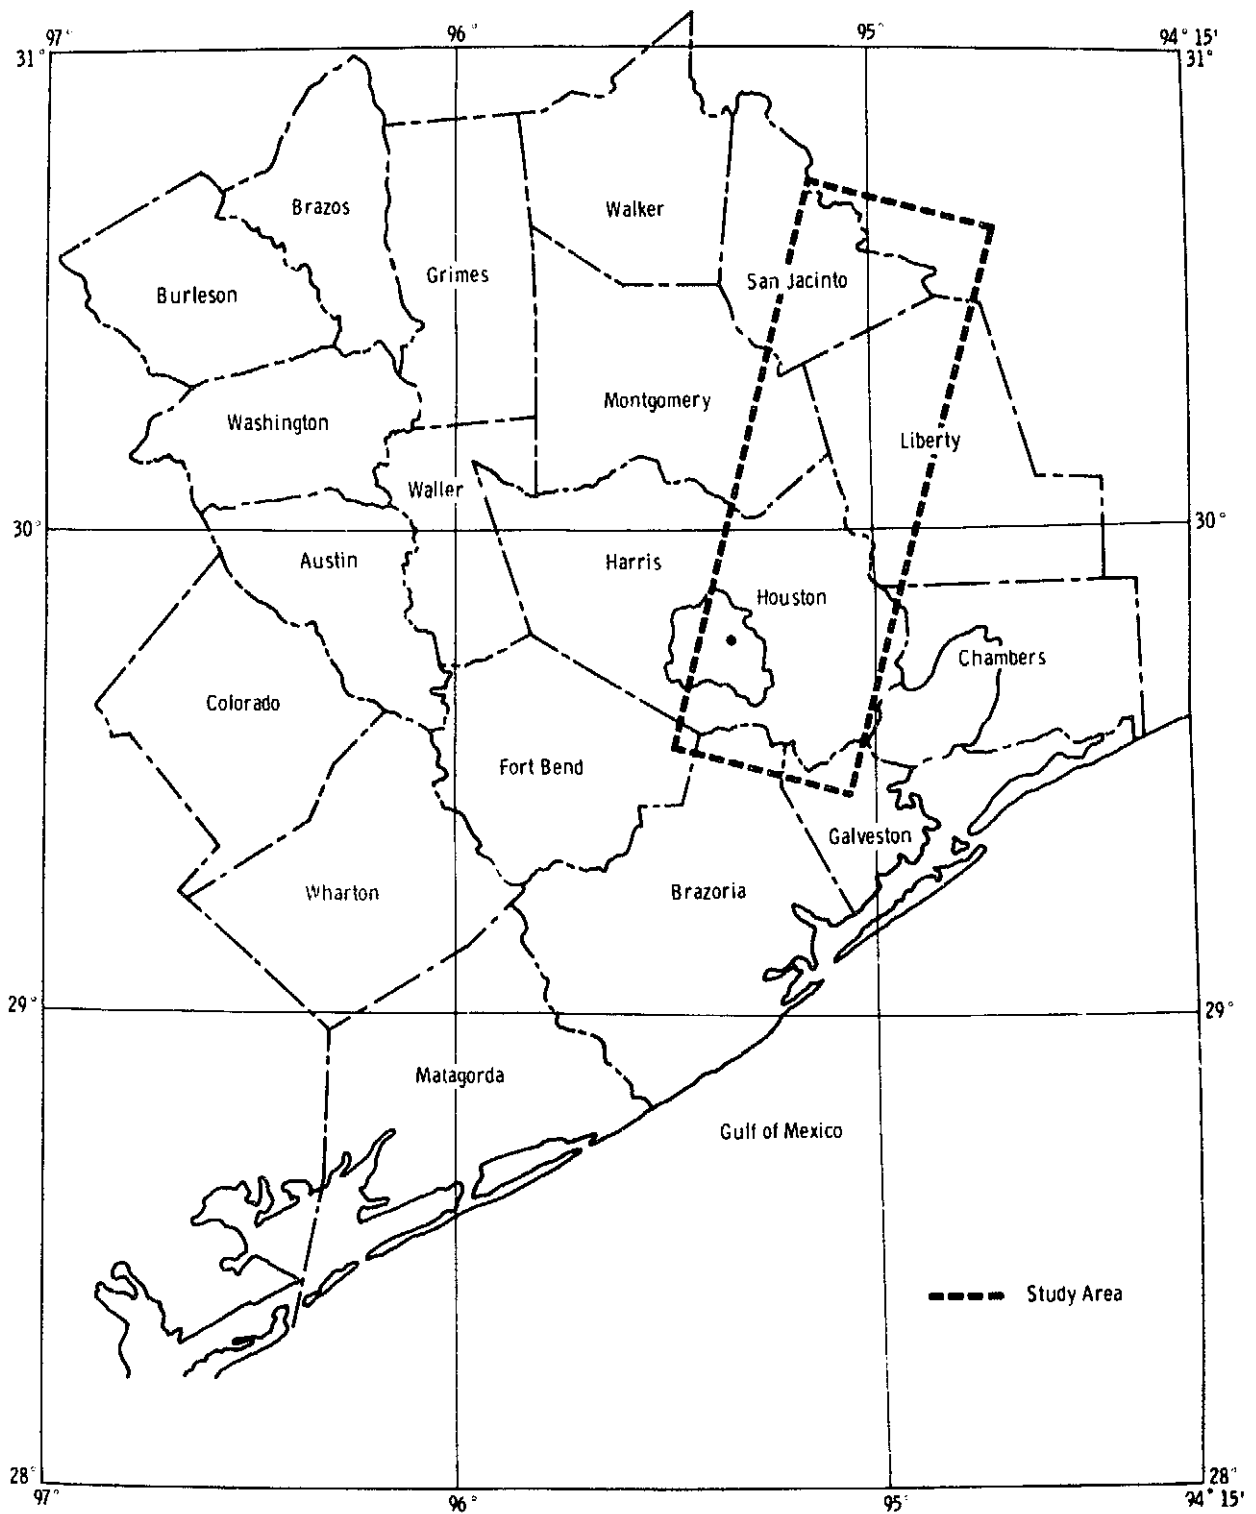 97°
96°
95°
94° 15'
31°
31°
Brazos
Walker
Grimes
San Jacinto
Burleson
Montgomery
Washington
Liberty
Waller
30°
30°
Austin
Harris
Houston
Chambers
Colorado
Fort Bend
Galveston
Wharton
Brazoria
29°
29°
Matagorda
Gulf of Mexico
Study Area
28°
28°
97°
96°
95°
94° 15'